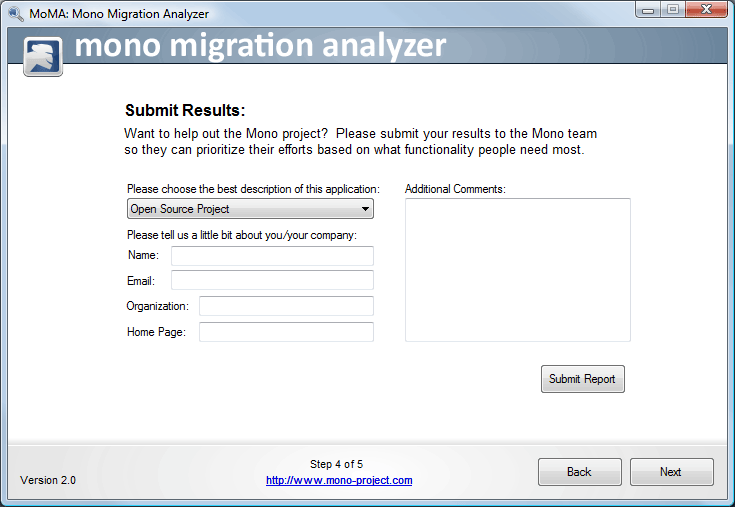 MoMA: Mono Migration Analyzer
mono migration analyzer
Submit Results:
Want to help out the Mono project?  Please submit your results to the Mono team
so they can prioritize their efforts based on what functionality people need most.
Please choose the best description of this application:
Open Source Project
Please tell us a little bit about you/your company:
Name:
Email:
Organization:
Home Page:
Additional Comments:
Submit Report
Version 2.0
Step 4 of 5
http://www.mono-project.com
Back
Next